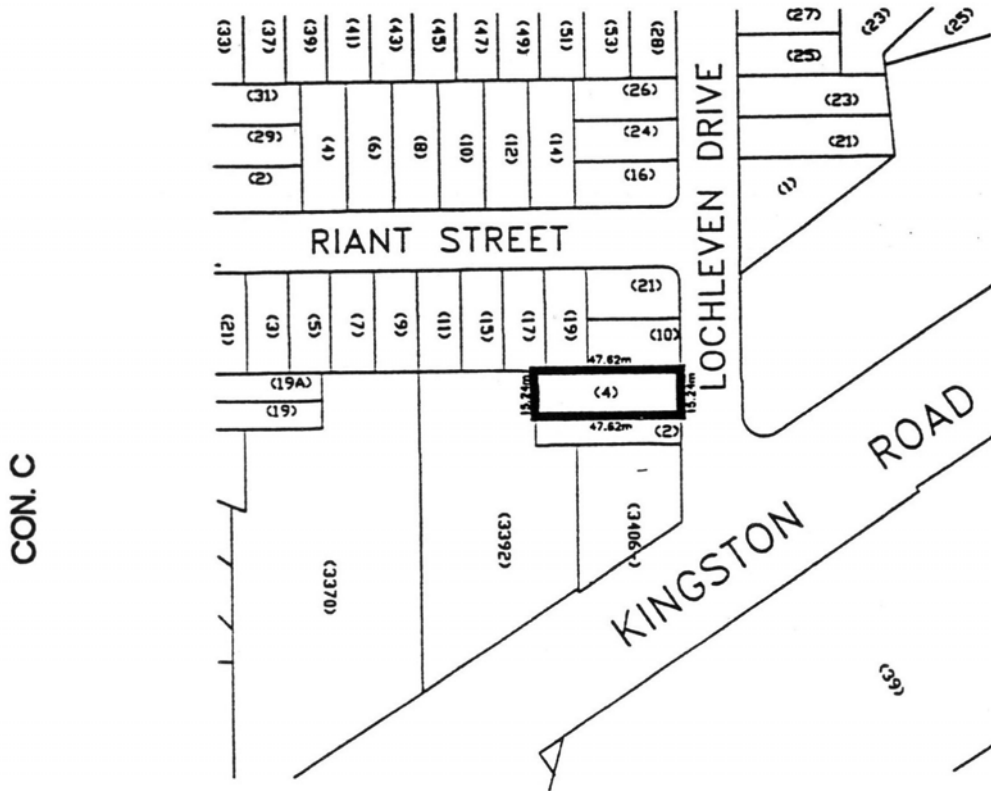 (33) (37) (39) (41) (43) (45) (47) (49) (51) (53) (28)
(27) (23) (25)
(25)
(31) (26) (23)
(29) (4) (6) (8) (10) (12) (14) (24) (21)
(2) (16) (1)
LOCHLEVEN DRIVE
RIANT STREET
(21) (3) (5) (7) (9) (11) (15) (17) (19) (21)
(10)
47.62m
(19A) 15.24m (4) 15.24m
(19) 47.62m (2)
CON. C
(3370) (3392)
KINGSTON ROAD
(39)